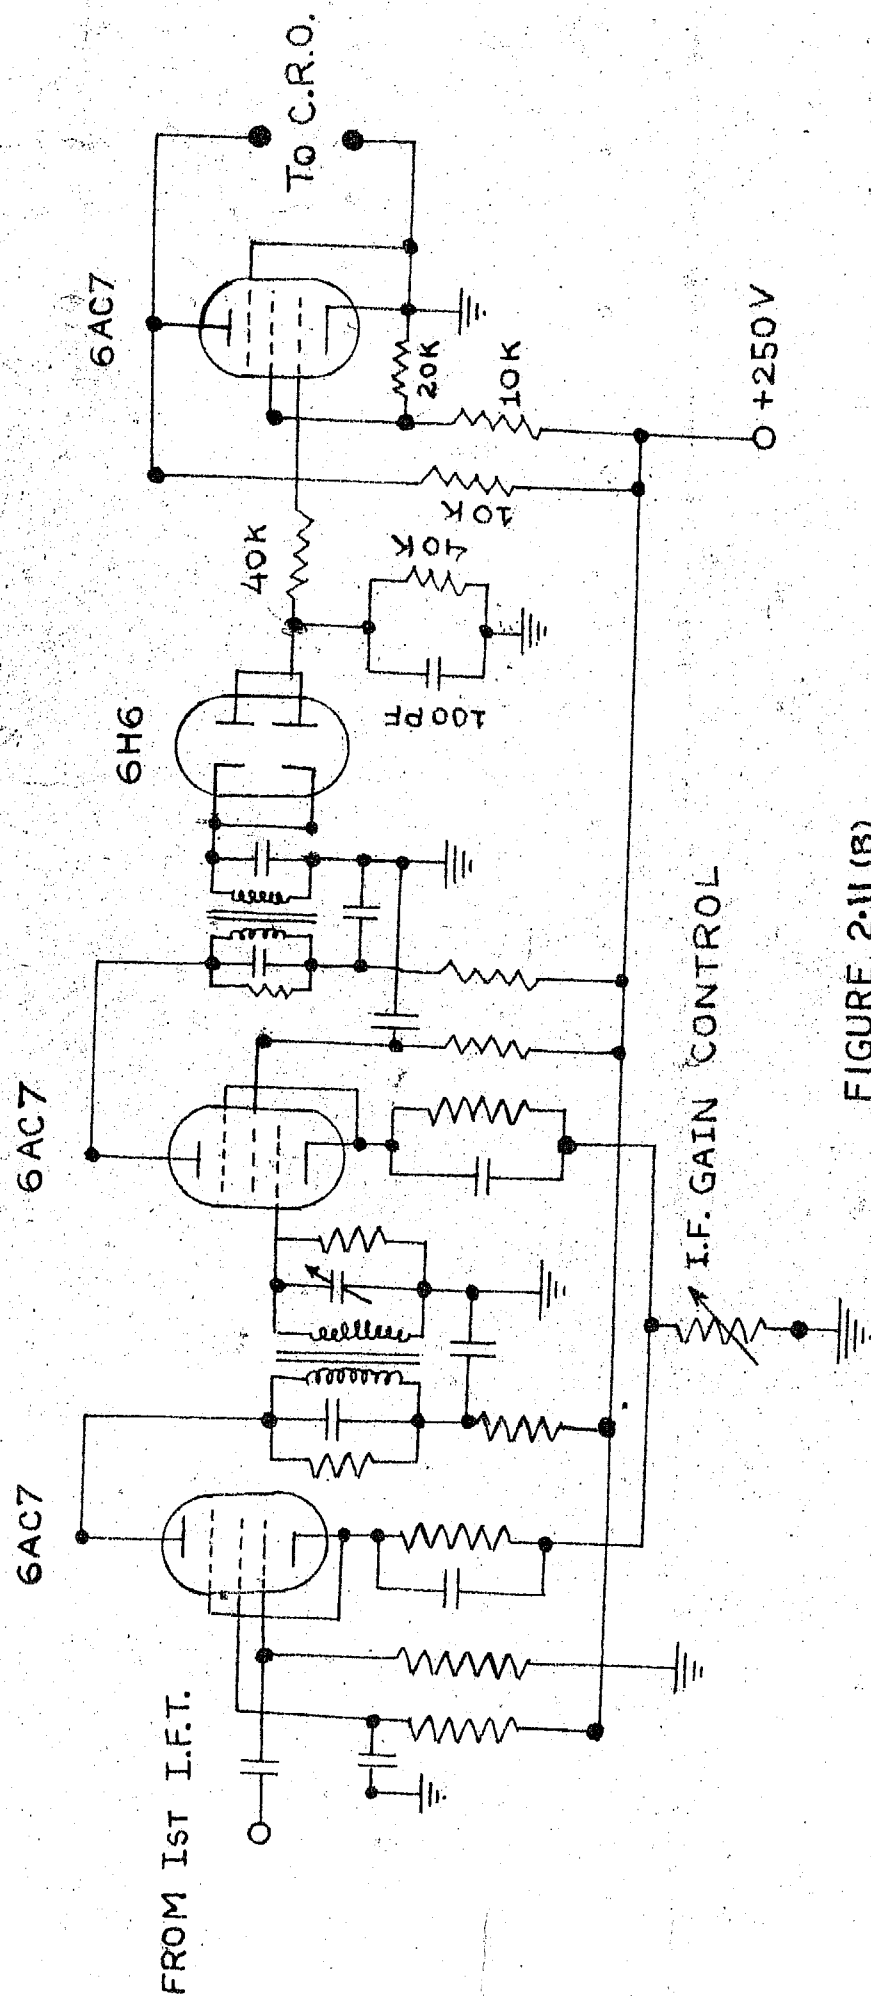 FROM 1ST I.F.T.
6AC7
6AC7
6H6
6AC7
TO C.R.O.
40K
100PF
40K
10K
20K
10K
+250V
I.F. GAIN CONTROL
FIGURE 2.11 (B)